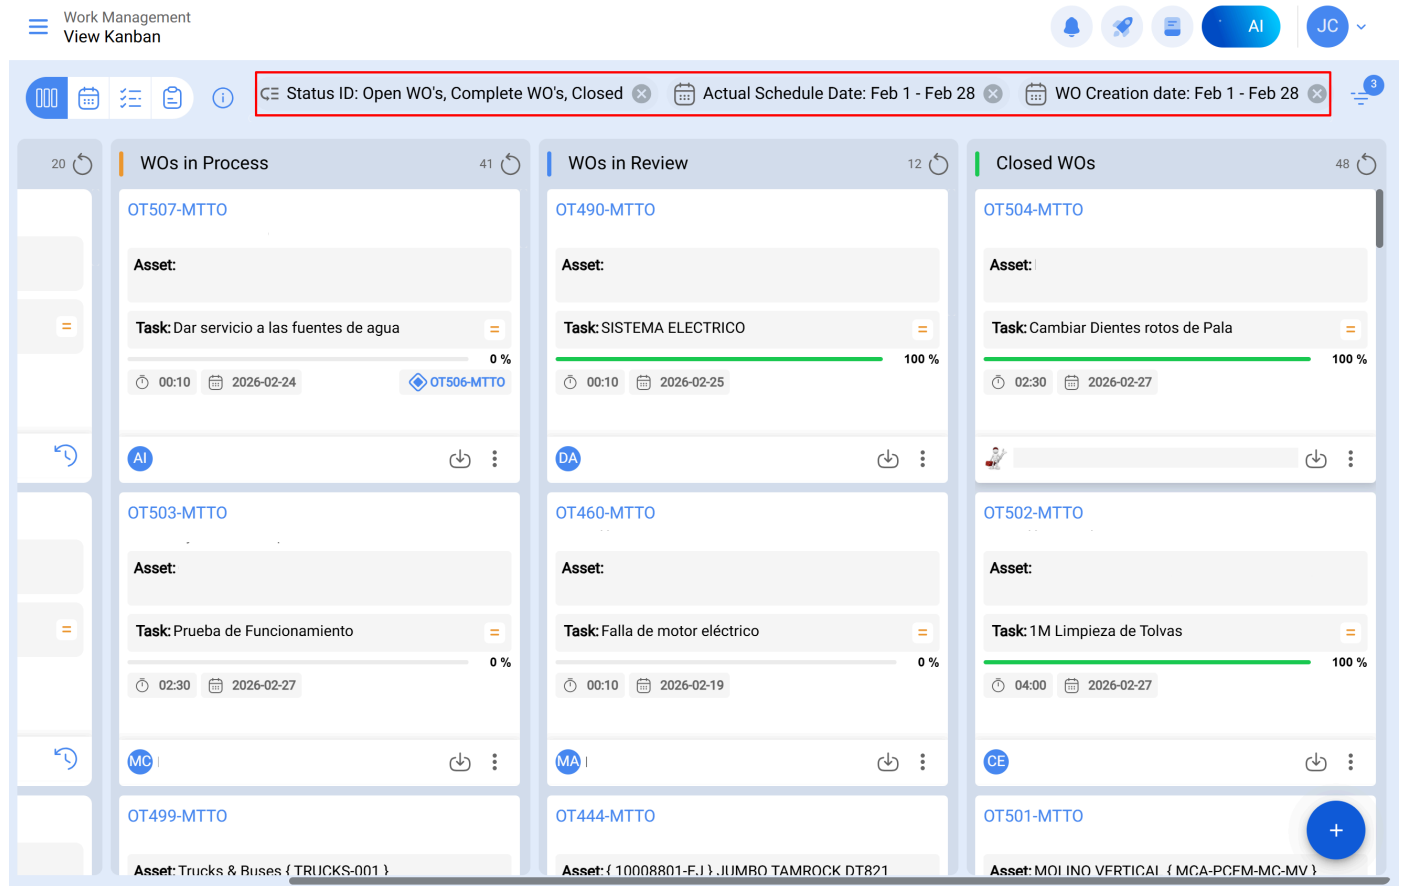 Work Management
View Kanban
AI
JC
Status ID: Open WO's, Complete WO's, Closed
Actual Schedule Date: Feb 1 - Feb 28
WO Creation date: Feb 1 - Feb 28
3
20
WOs in Process
41
OT507-MTTO
Asset:
Task: Dar servicio a las fuentes de agua
0 %
00:10
2026-02-24
OT506-MTTO
AI
OT503-MTTO
Asset:
Task: Prueba de Funcionamiento
0 %
02:30
2026-02-27
MC
OT499-MTTO
Asset: Trucks & Buses { TRUCKS-001 }
WOs in Review
12
OT490-MTTO
Asset:
Task: SISTEMA ELECTRICO
100 %
00:10
2026-02-25
DA
OT460-MTTO
Asset:
Task: Falla de motor eléctrico
0 %
00:10
2026-02-19
MA
OT444-MTTO
Asset: { 10008801-EJ } JUMBO TAMROCK DT821
Closed WOs
48
OT504-MTTO
Asset:
Task: Cambiar Dientes rotos de Pala
100 %
02:30
2026-02-27
OT502-MTTO
Asset:
Task: 1M Limpieza de Tolvas
100 %
04:00
2026-02-27
CE
OT501-MTTO
Asset: MOLINO VERTICAL { MCA-PCEM-MC-MV }